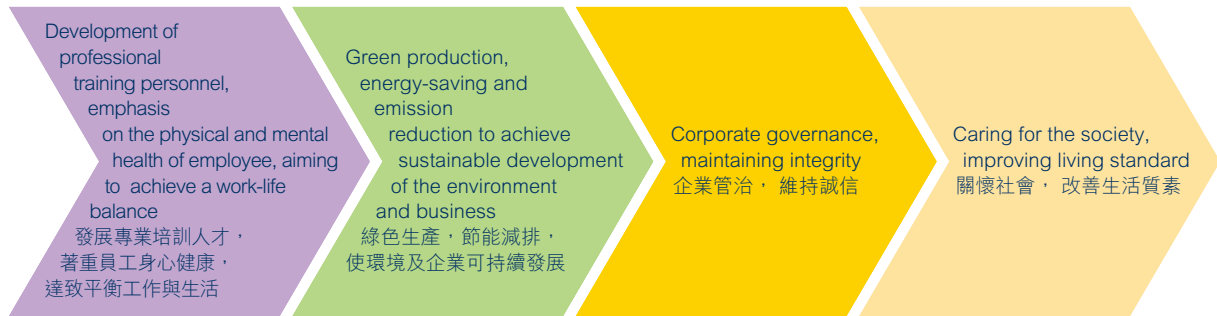 Development of
professional
training personnel,
emphasis
on the physical and mental
health of employee, aiming
to achieve a work-life
balance
發展專業培訓人才，
著重員工身心健康，
達致平衡工作與生活
Green production,
energy-saving and
emission
reduction to achieve
sustainable development
of the environment
and business
綠色生產，節能減排，
使環境及企業可持續發展
Corporate governance,
maintaining integrity
企業管治， 維持誠信
Caring for the society,
improving living standard
關懷社會， 改善生活質素